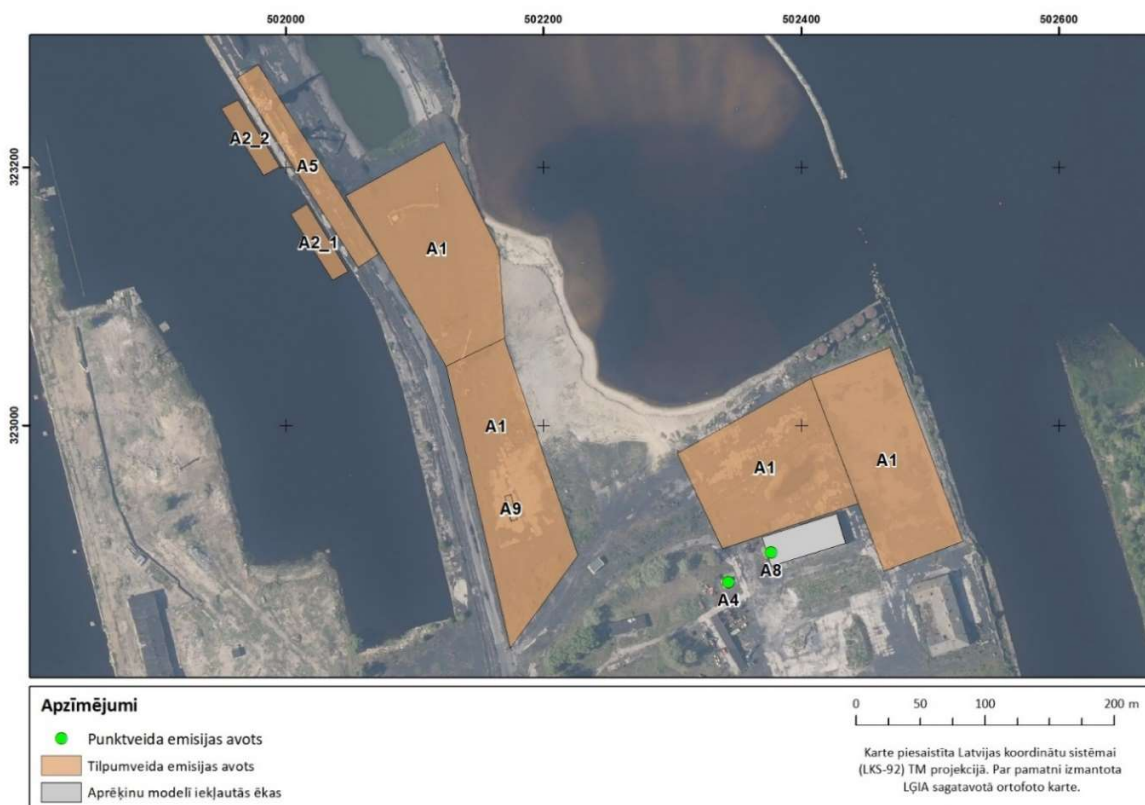 502000 502200 502400 502600
323200
323000
A2_2
A5
A2_1
A1
A1
A9
A1
A1
A8
A4
Apzīmējumi
Punktveida emisijas avots
Tilpumveida emisijas avots
Aprēķinu modelī iekļautās ēkas
0 50 100 200 m
Karte piesaistīta Latvijas koordinātu sistēmai
(LKS-92) TM projekcijā. Par pamatni izmantota
LĢIA sagatavotā ortofoto karte.